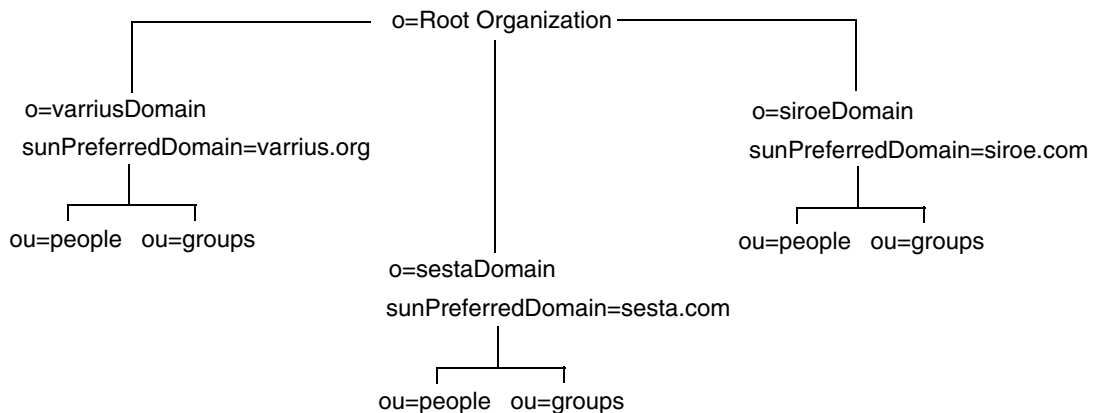 o=Root Organization
o=varriusDomain
sunPreferredDomain=varrius.org
ou=people ou=groups
o=siroeDomain
sunPreferredDomain=siroe.com
ou=people ou=groups
o=sestaDomain
sunPreferredDomain=sesta.com
ou=people ou=groups